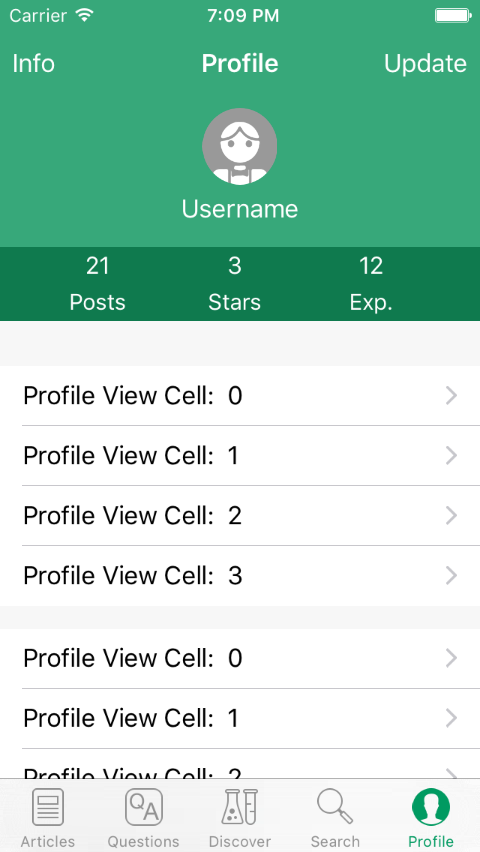 Carrier 7:09 PM
Info Profile Update
Username
21 3 12
Posts Stars Exp.
Profile View Cell: 0
Profile View Cell: 1
Profile View Cell: 2
Profile View Cell: 3
Profile View Cell: 0
Profile View Cell: 1
Profile View Cell: 2
QA
Articles Questions Discover Search Profile